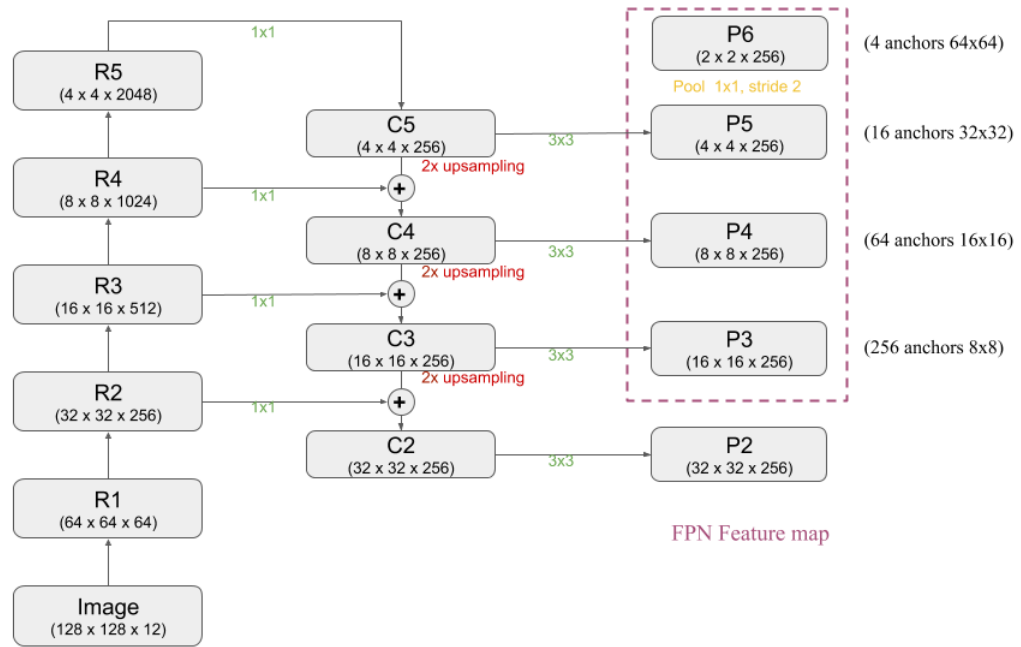 1x1
P6
(2 x 2 x 256)
(4 anchors 64x64)
R5
(4 x 4 x 2048)
Pool 1x1, stride 2
C5
(4 x 4 x 256)
3x3
P5
(4 x 4 x 256)
(16 anchors 32x32)
2x upsampling
R4
(8 x 8 x 1024)
1x1
+
C4
(8 x 8 x 256)
3x3
P4
(8 x 8 x 256)
(64 anchors 16x16)
2x upsampling
R3
(16 x 16 x 512)
1x1
+
C3
(16 x 16 x 256)
3x3
P3
(16 x 16 x 256)
(256 anchors 8x8)
2x upsampling
R2
(32 x 32 x 256)
1x1
+
C2
(32 x 32 x 256)
3x3
P2
(32 x 32 x 256)
R1
(64 x 64 x 64)
FPN Feature map
Image
(128 x 128 x 12)